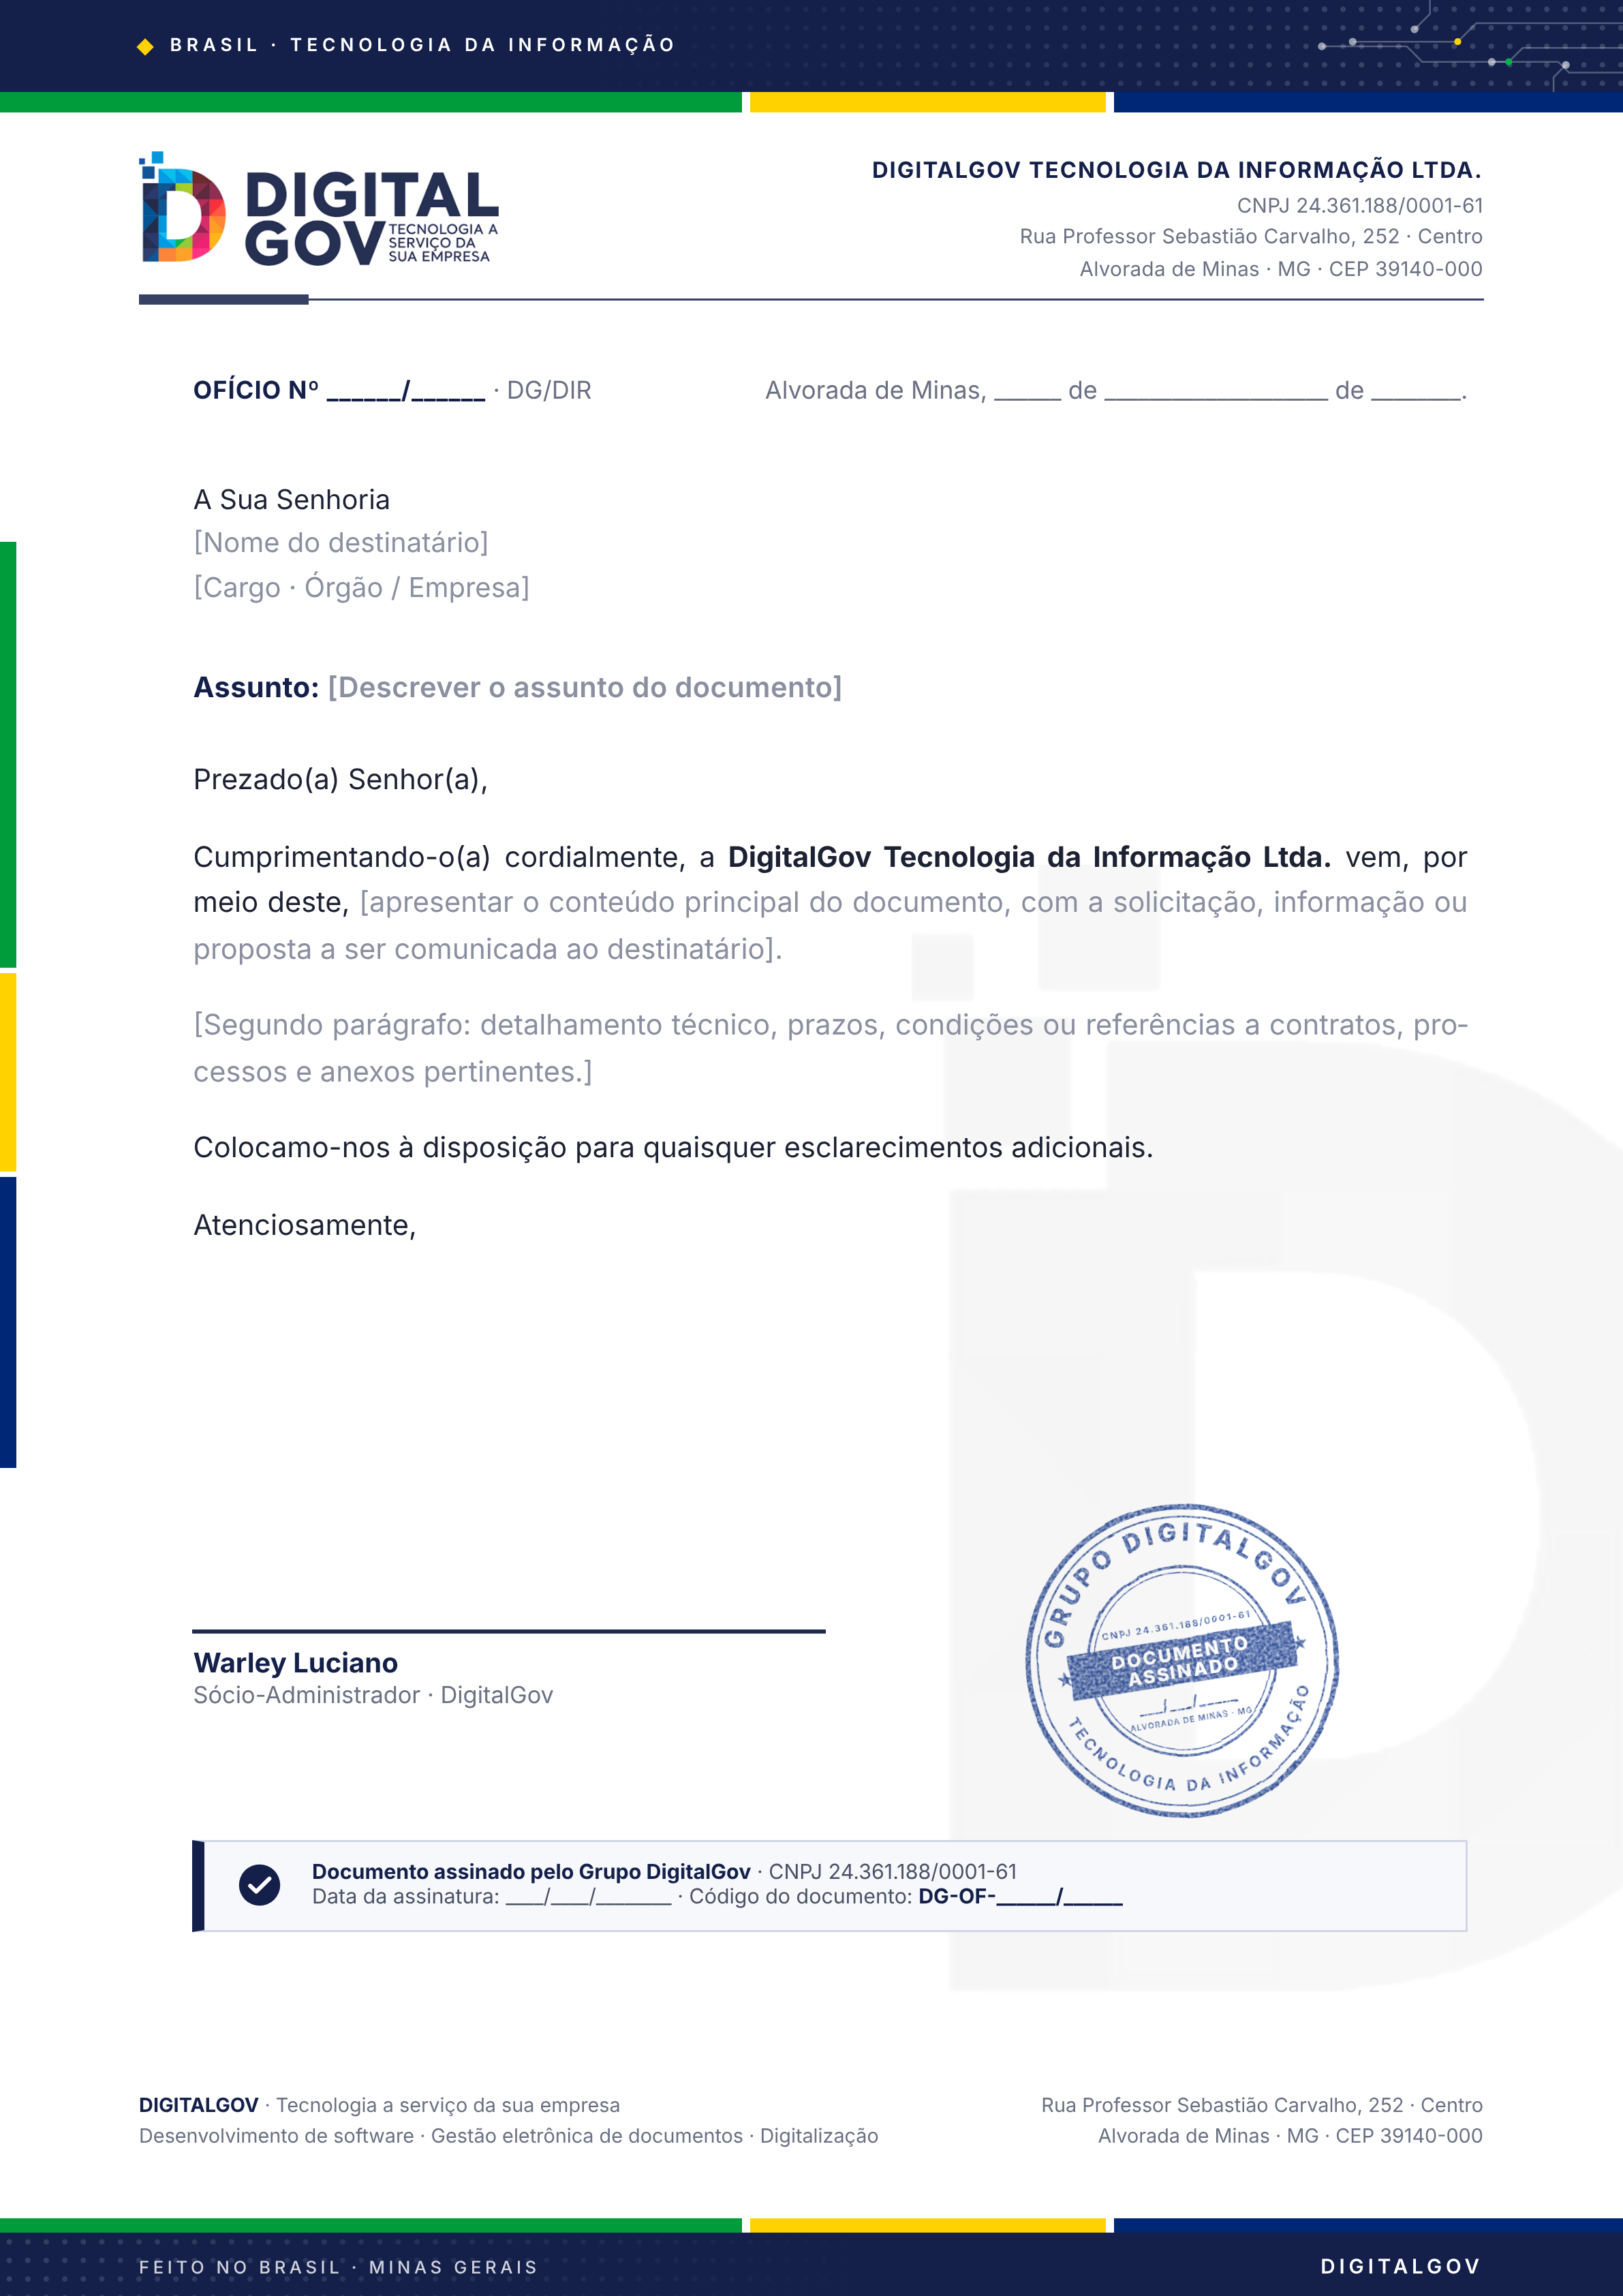 BRASIL · TECNOLOGIA DA INFORMAÇÃO
DIGITAL
GOV
TECNOLOGIA A
SERVIÇO DA
SUA EMPRESA
DIGITALGOV TECNOLOGIA DA INFORMAÇÃO LTDA.
CNPJ 24.361.188/0001-61
Rua Professor Sebastião Carvalho, 252 · Centro
Alvorada de Minas · MG · CEP 39140-000
OFÍCIO Nº ______/______ · DG/DIR
Alvorada de Minas, ______ de ____________________ de ________.
A Sua Senhoria
[Nome do destinatário]
[Cargo · Órgão / Empresa]
Assunto: [Descrever o assunto do documento]
Prezado(a) Senhor(a),
Cumprimentando-o(a) cordialmente, a DigitalGov Tecnologia da Informação Ltda. vem, por
meio deste, [apresentar o conteúdo principal do documento, com a solicitação, informação ou
proposta a ser comunicada ao destinatário].
[Segundo parágrafo: detalhamento técnico, prazos, condições ou referências a contratos, pro-
cessos e anexos pertinentes.]
Colocamo-nos à disposição para quaisquer esclarecimentos adicionais.
Atenciosamente,
Warley Luciano
Sócio-Administrador · DigitalGov
GRUPO DIGITALGOV
CNPJ 24.361.188/0001-61
DOCUMENTO
ASSINADO
__/__/____
ALVORADA DE MINAS · MG
TECNOLOGIA DA INFORMAÇÃO
Documento assinado pelo Grupo DigitalGov · CNPJ 24.361.188/0001-61
Data da assinatura: ____/____/________ · Código do documento: DG-OF-______/______
DIGITALGOV · Tecnologia a serviço da sua empresa
Desenvolvimento de software · Gestão eletrônica de documentos · Digitalização
Rua Professor Sebastião Carvalho, 252 · Centro
Alvorada de Minas · MG · CEP 39140-000
FEITO NO BRASIL · MINAS GERAIS
DIGITALGOV